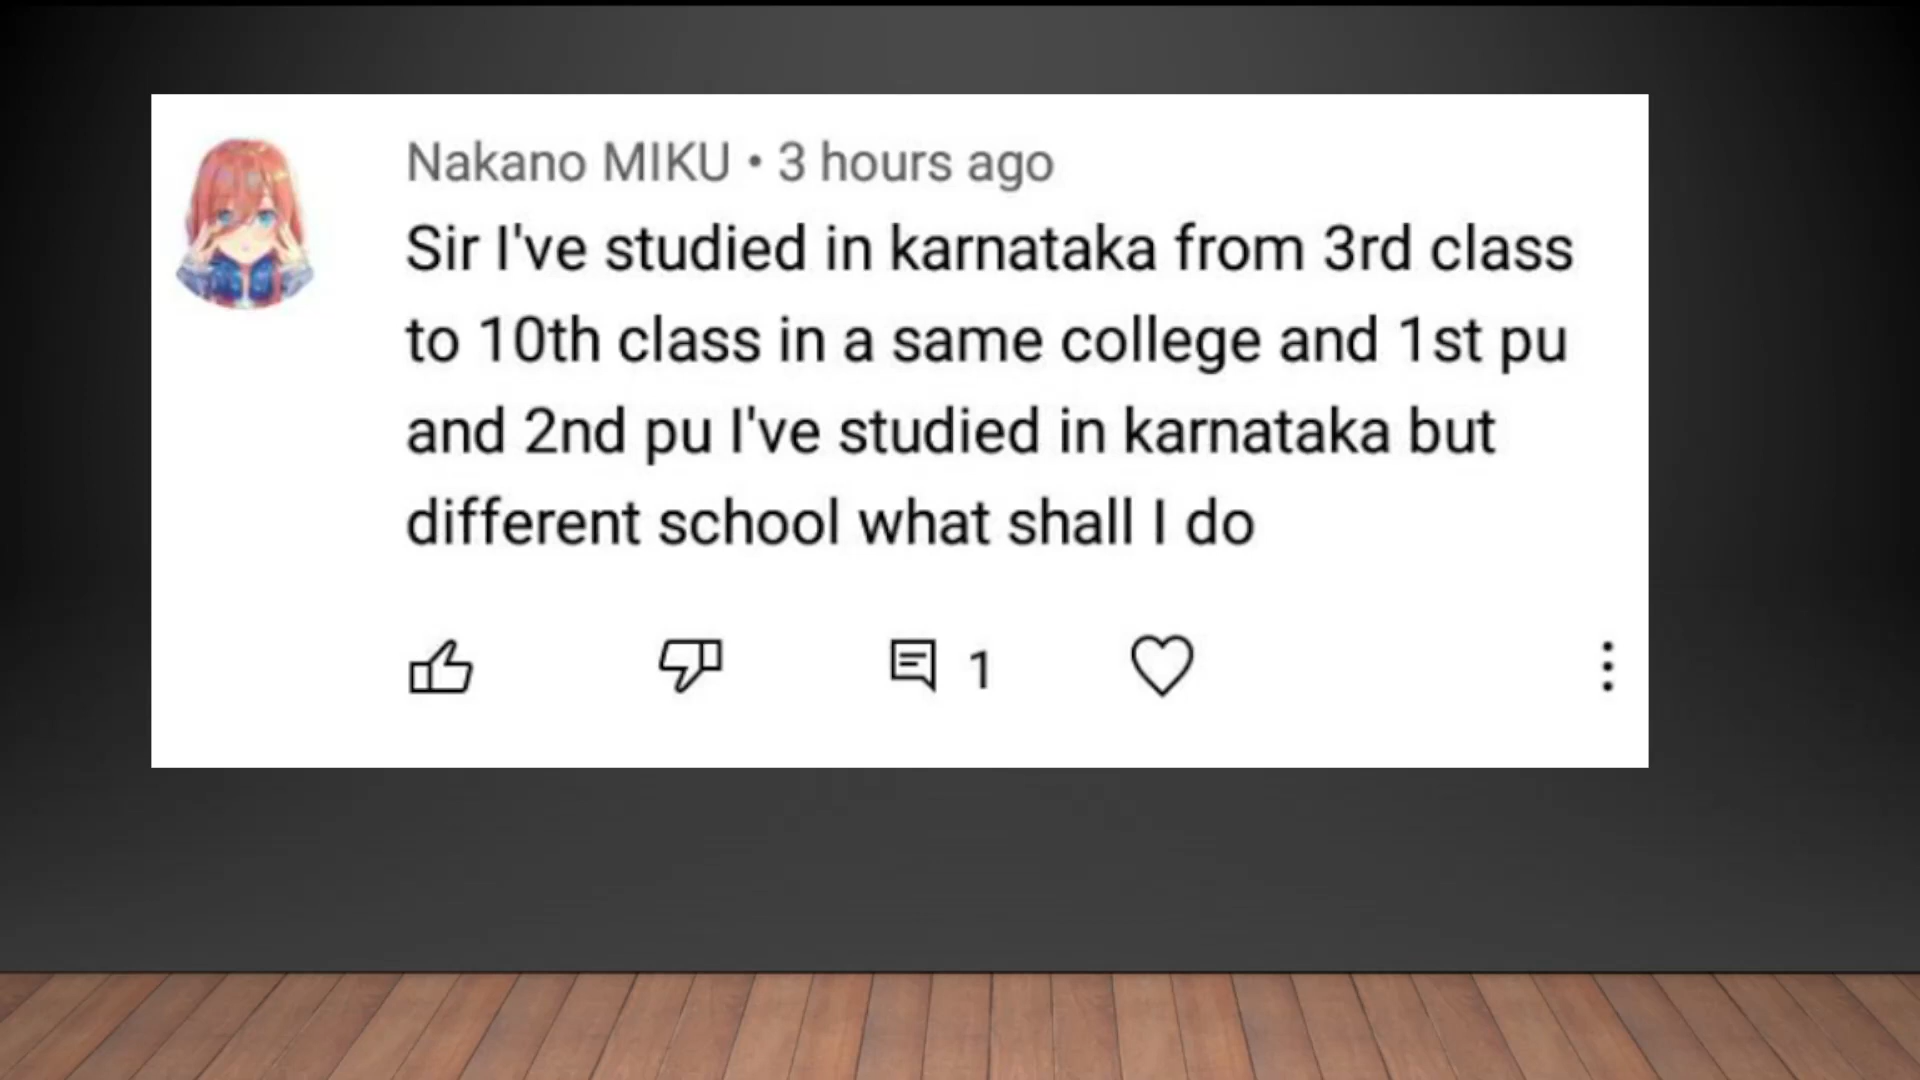 Nakano MIKU • 3 hours ago
Sir I've studied in karnataka from 3rd class
to 10th class in a same college and 1st pu
and 2nd pu I've studied in karnataka but
different school what shall I do
1